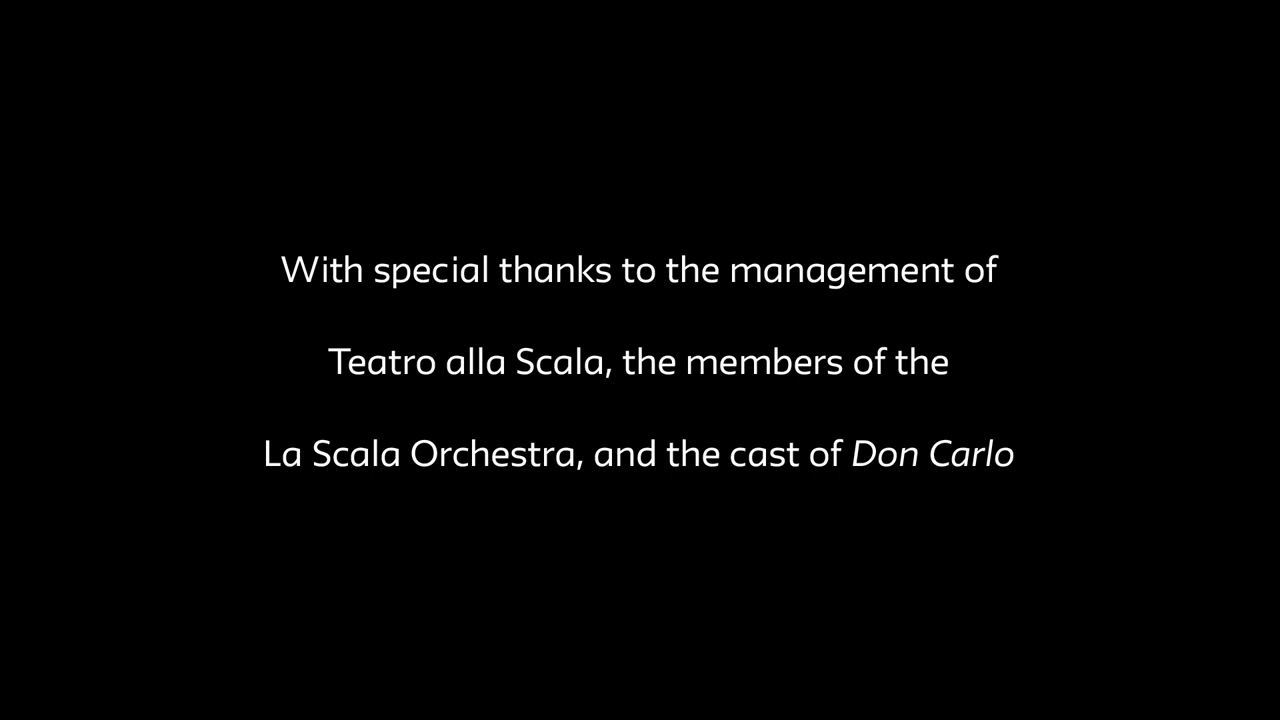 With special thanks to the management of
Teatro alla Scala, the members of the
La Scala Orchestra, and the cast of Don Carlo